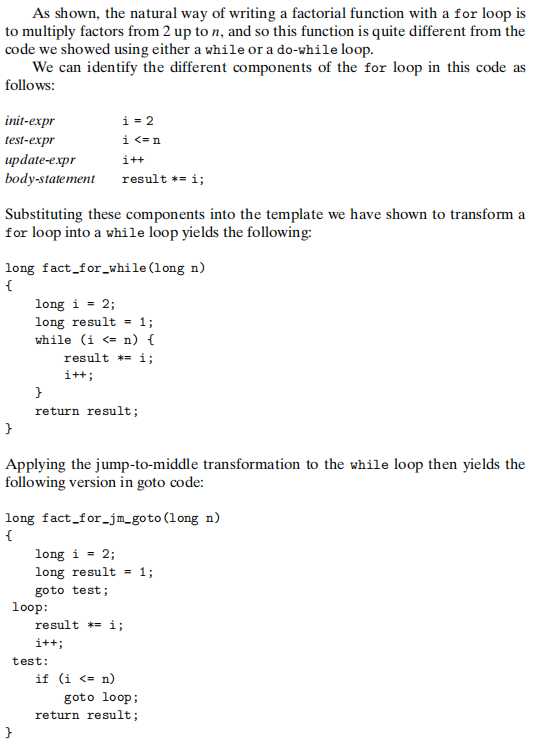 As shown, the natural way of writing a factorial function with a for loop is
to multiply factors from 2 up to n, and so this function is quite different from the
code we showed using either a while or a do-while loop.
We can identify the different components of the for loop in this code as
follows:
init-expr i = 2
test-expr i <= n
update-expr i++
body-statement result *= i;
Substituting these components into the template we have shown to transform a
for loop into a while loop yields the following:
long fact_for_while(long n)
{
    long i = 2;
    long result = 1;
    while (i <= n) {
        result *= i;
        i++;
    }
    return result;
}
Applying the jump-to-middle transformation to the while loop then yields the
following version in goto code:
long fact_for_jm_goto(long n)
{
    long i = 2;
    long result = 1;
    goto test;
 loop:
    result *= i;
    i++;
 test:
    if (i <= n)
        goto loop;
    return result;
}